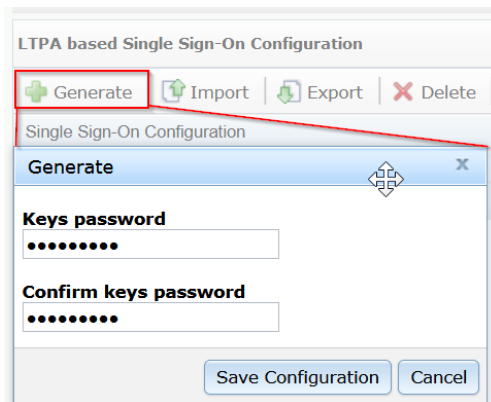 LTPA based Single Sign-On Configuration
Generate Import Export Delete
Single Sign-On Configuration
Generate x
Keys password
•••••••••
Confirm keys password
•••••••••
Save Configuration Cancel